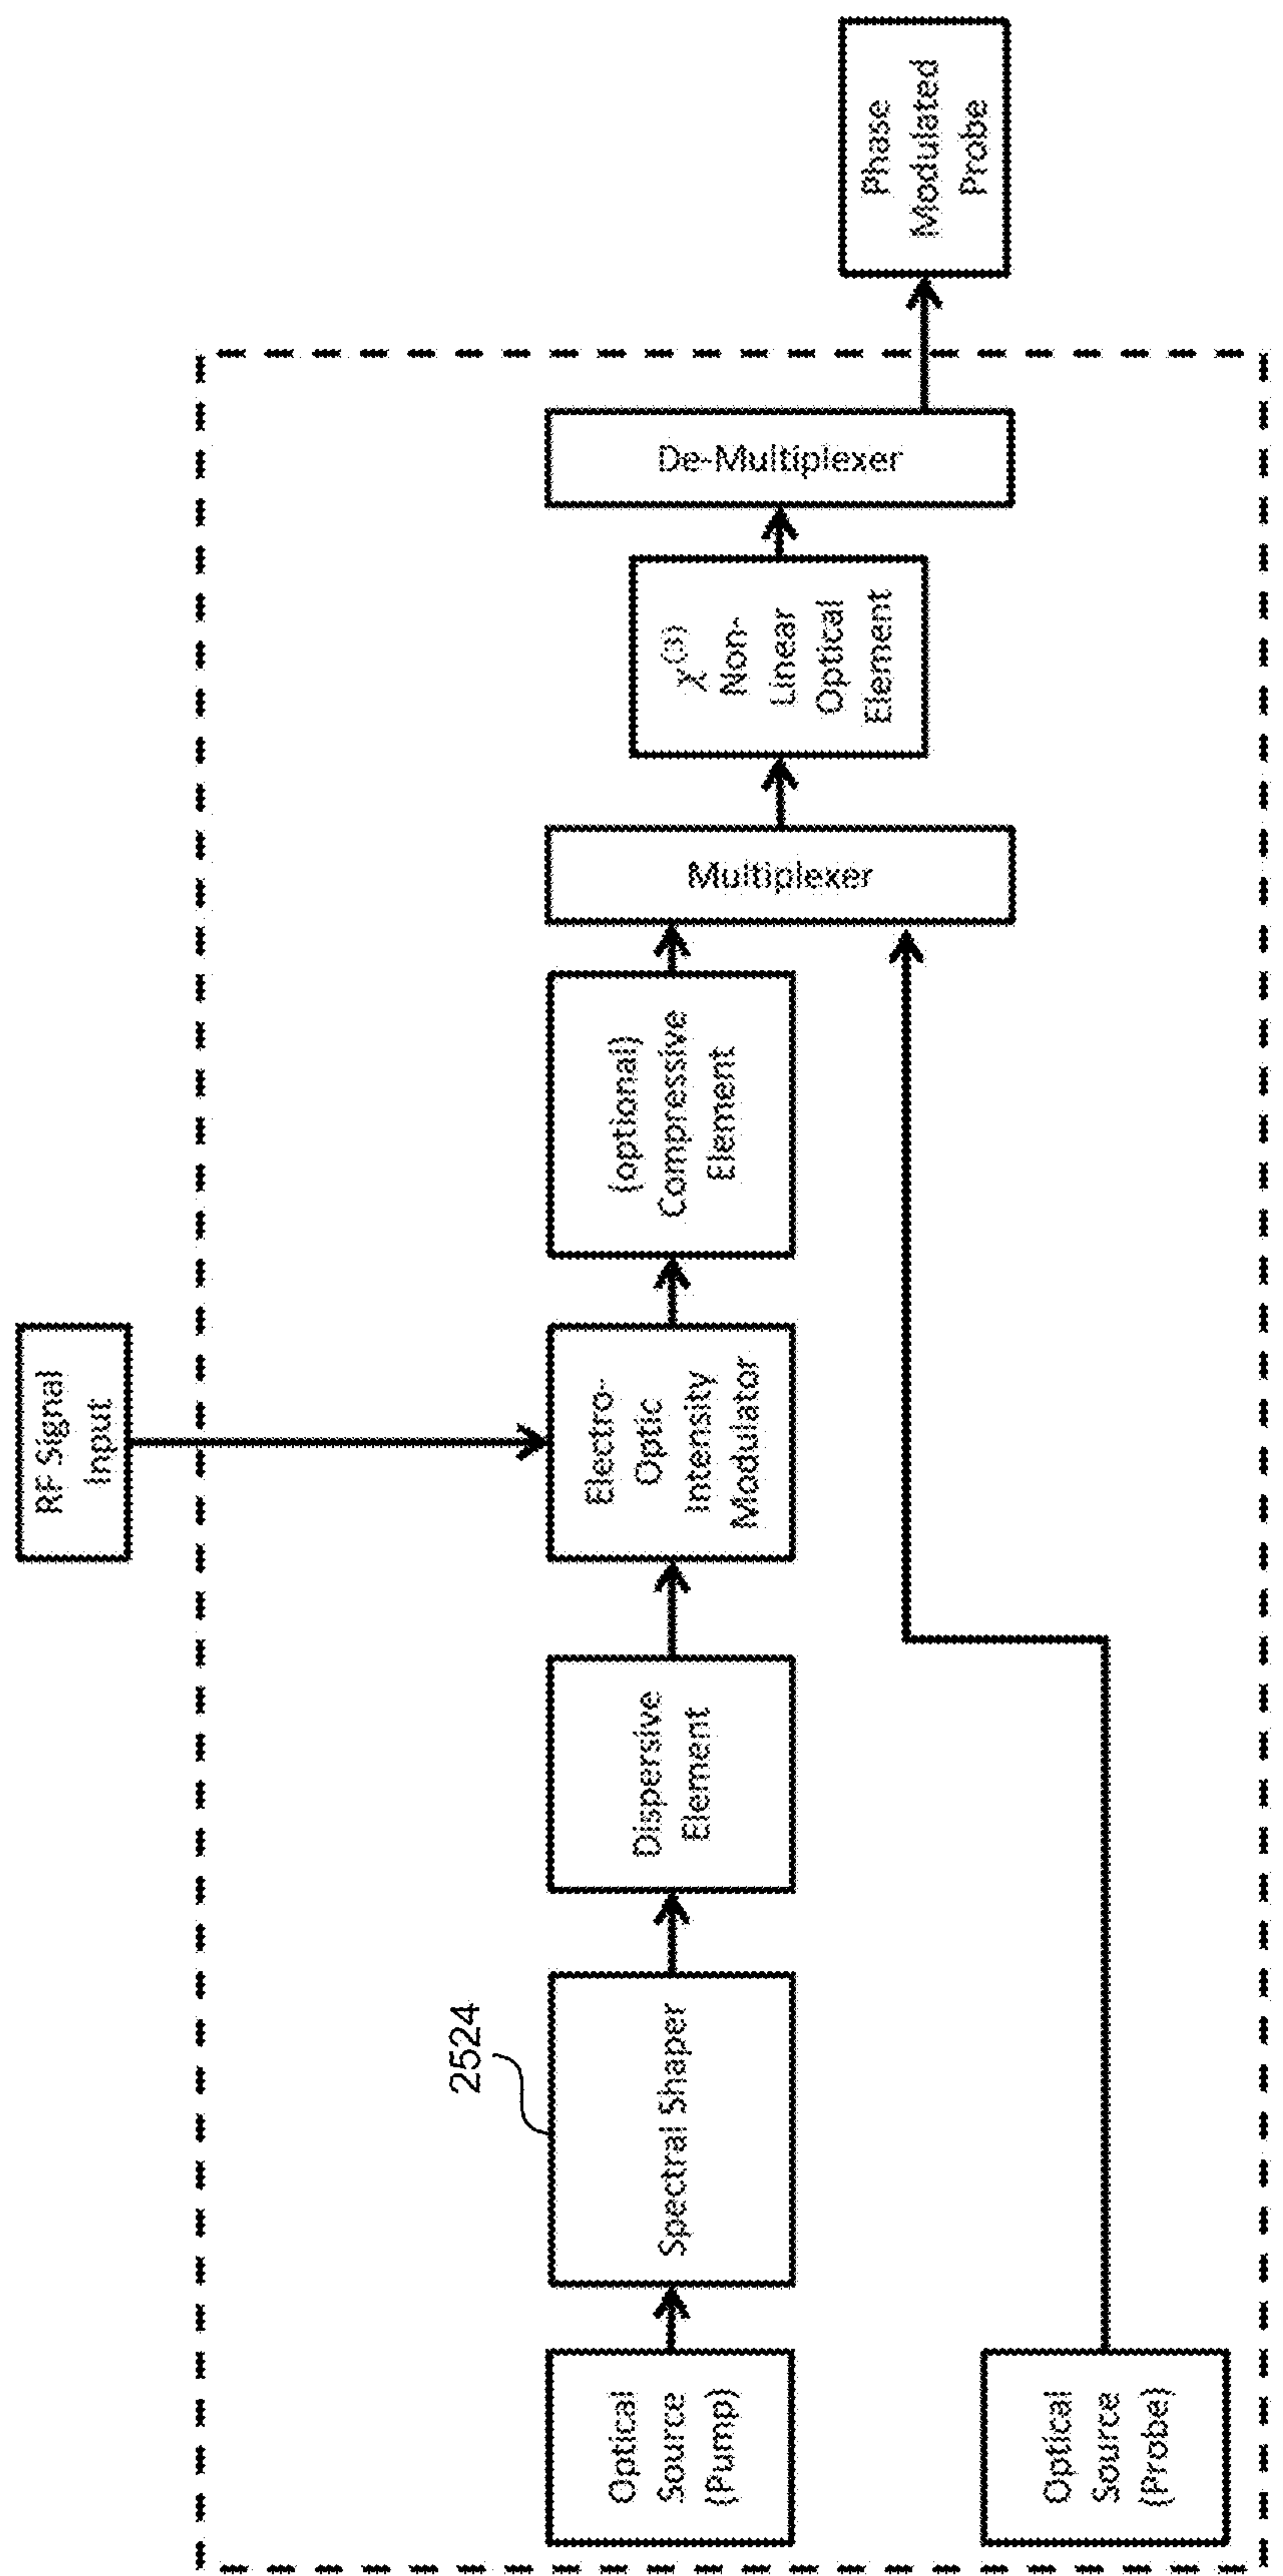 RF Signal
Input
2524
Optical
Source
(Pump)
Spectral Shaper
Dispersive
Element
Electro-
Optic
Intensity
Modulator
(optional)
Compressive
Element
Multiplexer
χ(3)
Non-
Linear
Optical
Element
De-Multiplexer
Phase
Modulated
Probe
Optical
Source
(Probe)